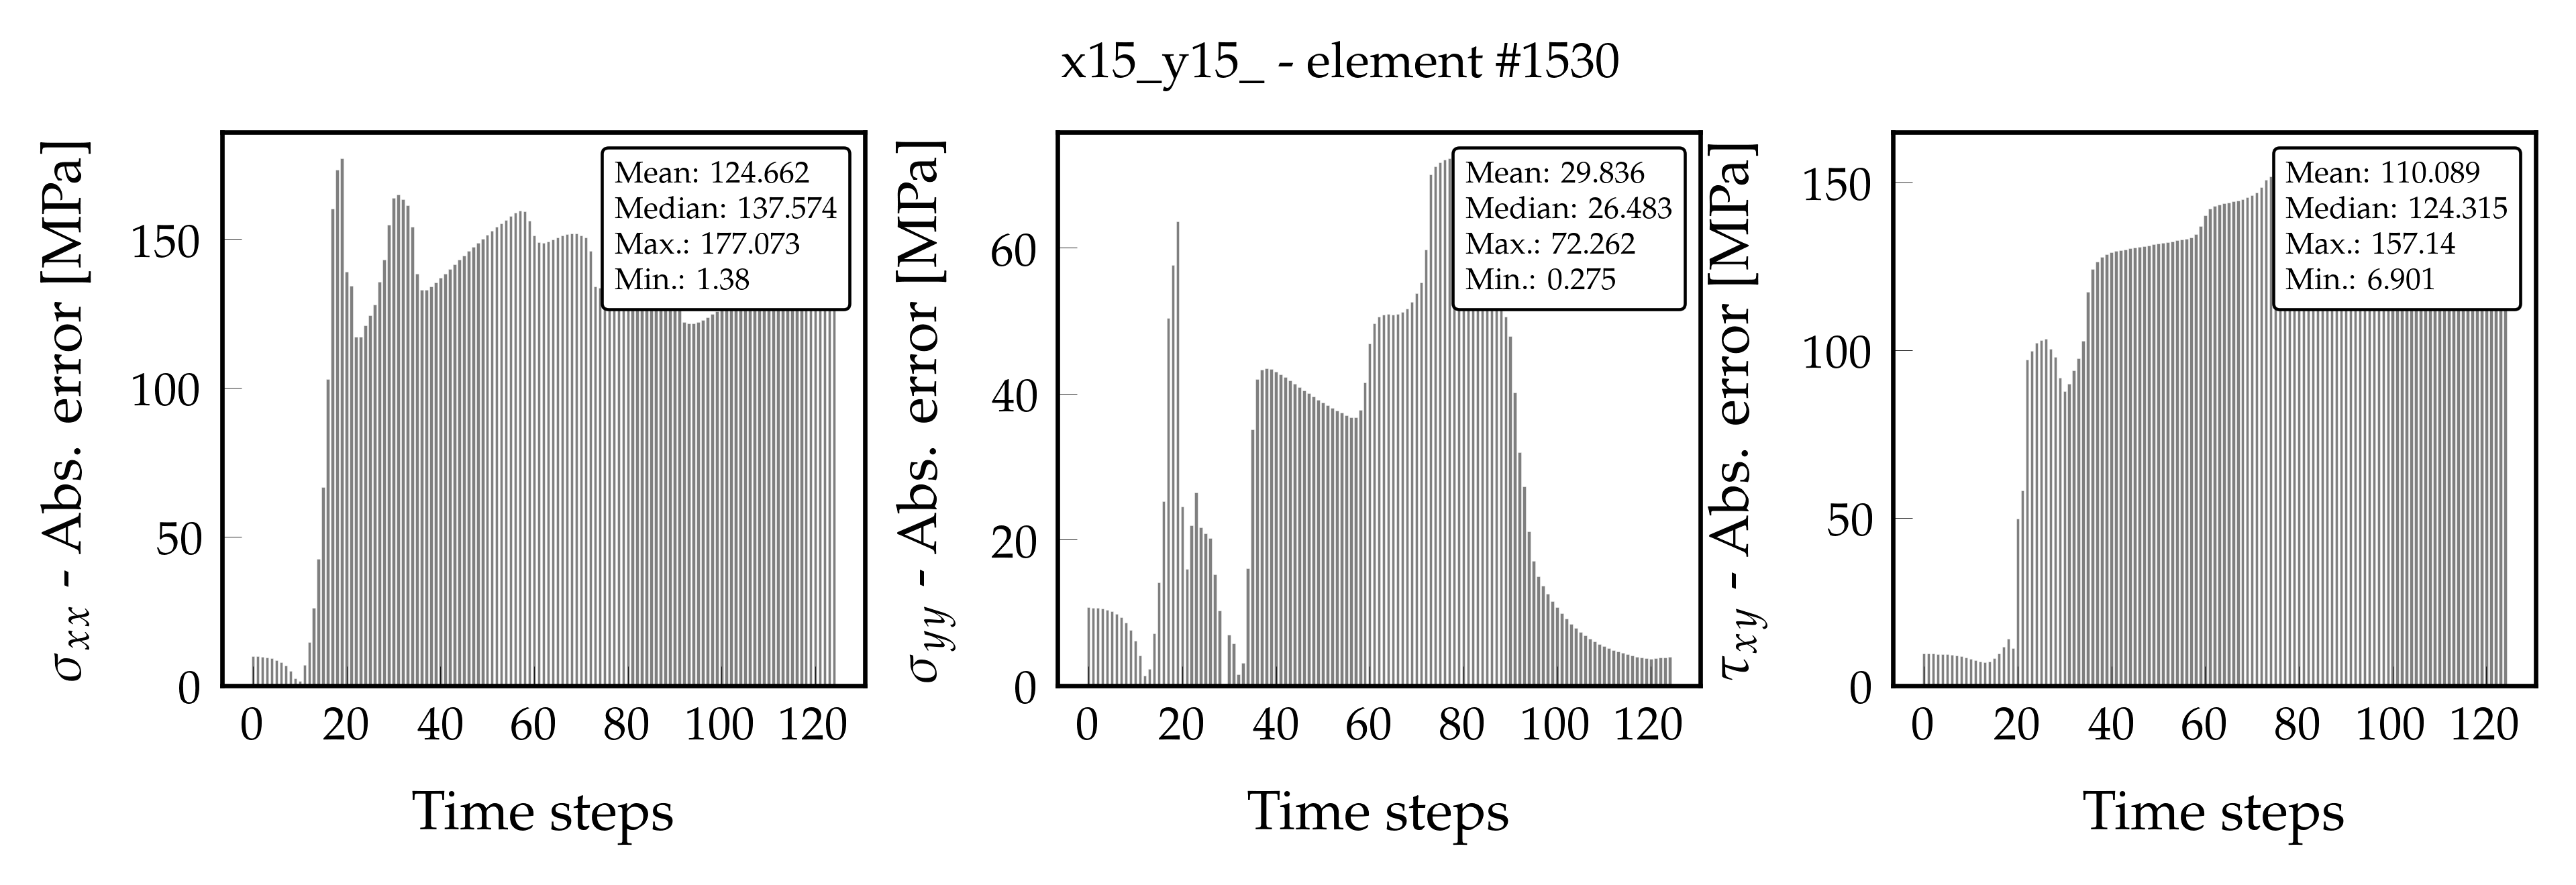 x15_y15_ - element #1530
σxx - Abs. error [MPa]
150
100
50
0
Mean: 124.662
Median: 137.574
Max.: 177.073
Min.: 1.38
0 20 40 60 80 100 120
Time steps
σyy - Abs. error [MPa]
60
40
20
0
Mean: 29.836
Median: 26.483
Max.: 72.262
Min.: 0.275
0 20 40 60 80 100 120
Time steps
τxy - Abs. error [MPa]
150
100
50
0
Mean: 110.089
Median: 124.315
Max.: 157.14
Min.: 6.901
0 20 40 60 80 100 120
Time steps